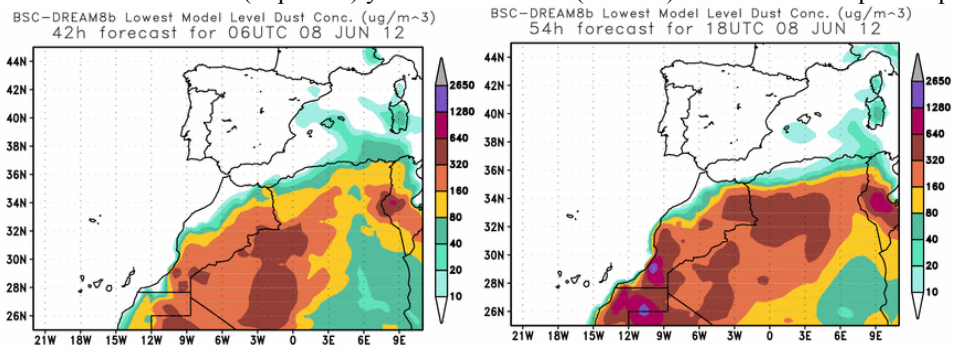 BSC-DREAM8b Lowest Model Level Dust Conc. (ug/m^3)
42h forecast for 06UTC 08 JUN 12
44N
42N
40N
38N
36N
34N
32N
30N
28N
26N
21W 18W 15W 12W 9W 6W 3W 0 3E 6E 9E
2650
1280
640
320
160
80
40
20
10
BSC-DREAM8b Lowest Model Level Dust Conc. (ug/m^3)
54h forecast for 18UTC 08 JUN 12
44N
42N
40N
38N
36N
34N
32N
30N
28N
26N
21W 18W 15W 12W 9W 6W 3W 0 3E 6E 9E
2650
1280
640
320
160
80
40
20
10